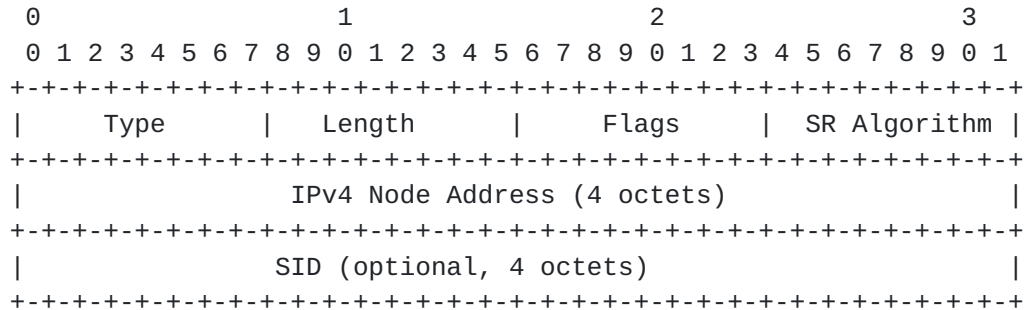 0                   1                   2                   3
 0 1 2 3 4 5 6 7 8 9 0 1 2 3 4 5 6 7 8 9 0 1 2 3 4 5 6 7 8 9 0 1
+-+-+-+-+-+-+-+-+-+-+-+-+-+-+-+-+-+-+-+-+-+-+-+-+-+-+-+-+-+-+-+-+
|     Type      |   Length      |     Flags     |  SR Algorithm |
+-+-+-+-+-+-+-+-+-+-+-+-+-+-+-+-+-+-+-+-+-+-+-+-+-+-+-+-+-+-+-+-+
|                 IPv4 Node Address (4 octets)                  |
+-+-+-+-+-+-+-+-+-+-+-+-+-+-+-+-+-+-+-+-+-+-+-+-+-+-+-+-+-+-+-+-+
|                SID (optional, 4 octets)                       |
+-+-+-+-+-+-+-+-+-+-+-+-+-+-+-+-+-+-+-+-+-+-+-+-+-+-+-+-+-+-+-+-+